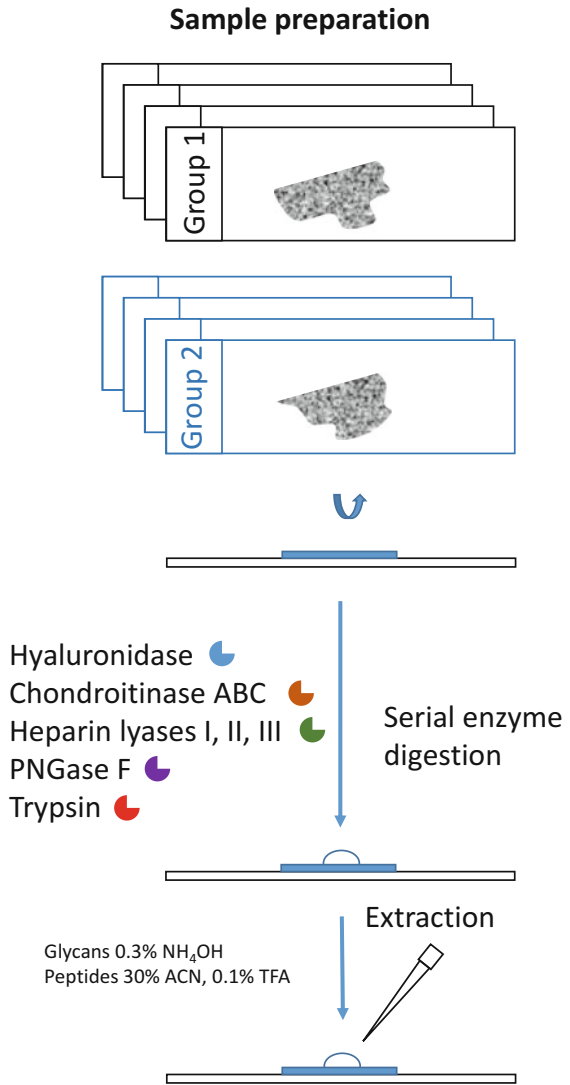 Sample preparation
Group 1
Group 2
Hyaluronidase
Chondroitinase ABC
Heparin lyases I, II, III
PNGase F
Trypsin
Serial enzyme
digestion
Extraction
Glycans 0.3% NH₄OH
Peptides 30% ACN, 0.1% TFA